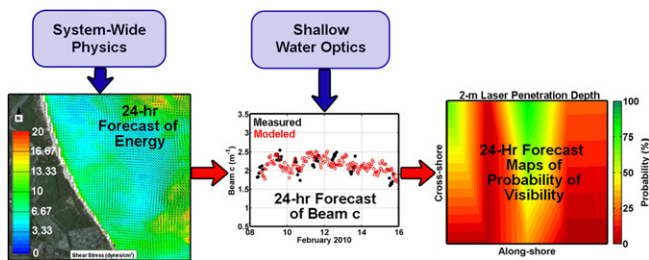 System-Wide
Physics
Shallow
Water Optics
N
24-hr
Forecast of
Energy
20
16.67
13.33
10
6.67
3.33
0
Shear Stress (dynes/cm²)
Measured
Modeled
Beam c (m⁻¹)
3.5
3
2.5
2
1.5
1
0.5
24-hr Forecast
of Beam c
08
10
12
14
16
February 2010
2-m Laser Penetration Depth
Cross-shore
24-Hr Forecast
Maps of
Probability of
Visibility
Along-shore
100
75
50
25
0
Probability (%)